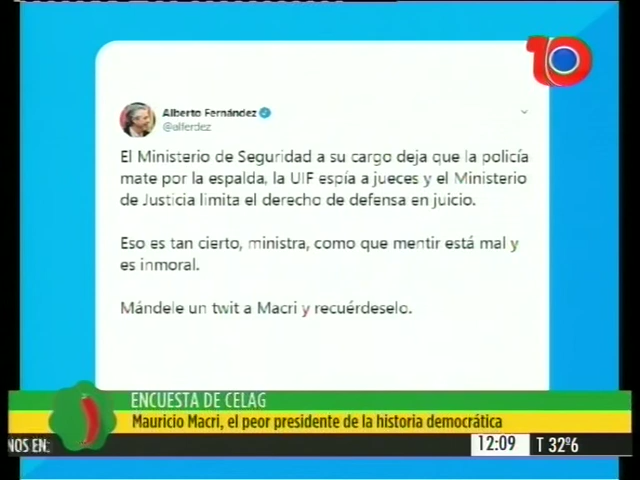 10
Alberto Fernández
@alferdez
El Ministerio de Seguridad a su cargo deja que la policía
mate por la espalda, la UIF espía a jueces y el Ministerio
de Justicia limita el derecho de defensa en juicio.
Eso es tan cierto, ministra, como que mentir está mal y
es inmoral.
Mándele un twit a Macri y recuérdeselo.
ENCUESTA DE CELAG
Mauricio Macri, el peor presidente de la historia democrática
NOS EN:
12:09
T 32º6